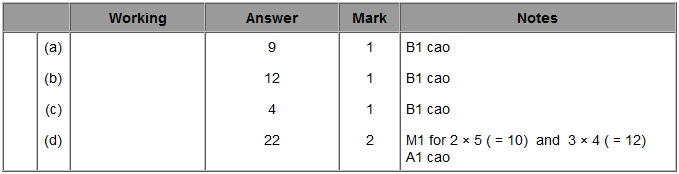 Working Answer Mark Notes
(a) 9 1 B1 cao
(b) 12 1 B1 cao
(c) 4 1 B1 cao
(d) 22 2 M1 for 2 × 5 ( = 10) and 3 × 4 ( = 12)
A1 cao